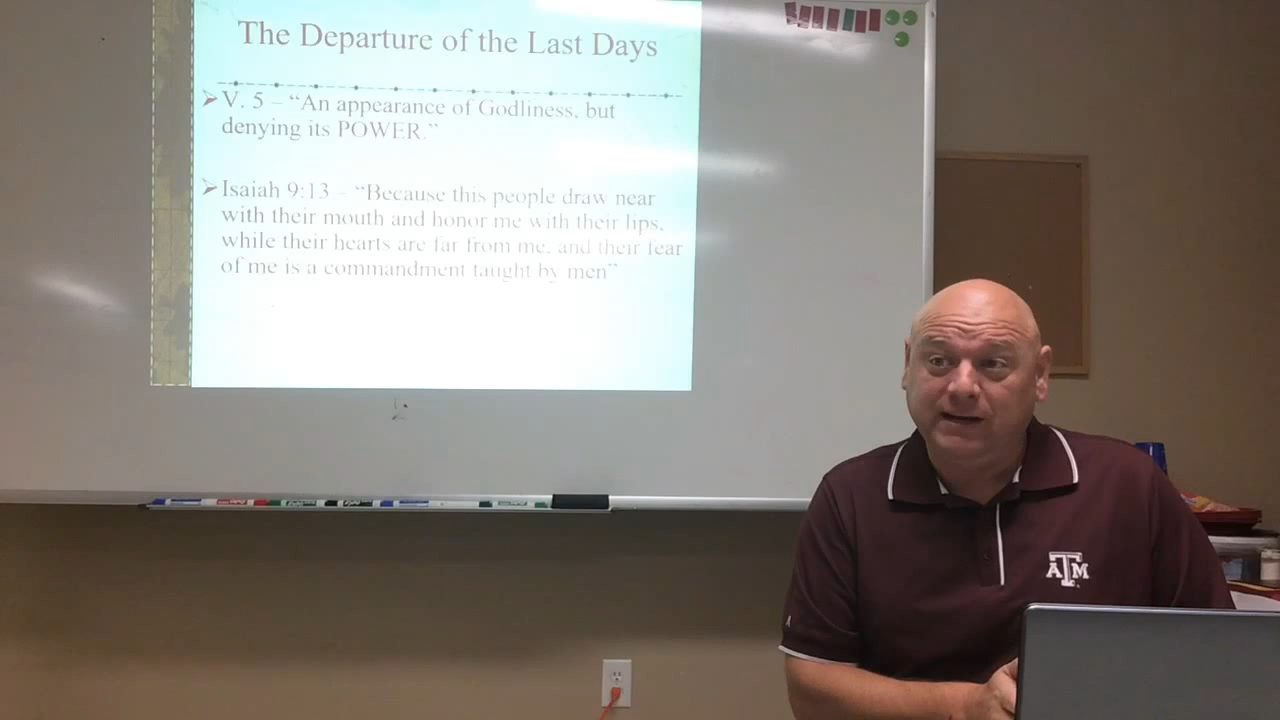 The Departure of the Last Days
V. 5 – “An appearance of Godliness, but
denying its POWER.”
Isaiah 9:13 – “Because this people draw near
with their mouth and honor me with their lips,
while their hearts are far from me, and their fear
of me is a commandment taught by men”
ATM